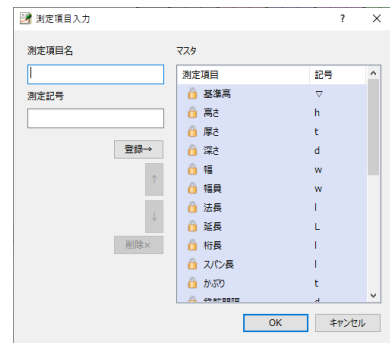 測定項目入力
?
×
測定項目名
測定記号
登録→
↑
↓
削除×
マスタ
測定項目 記号
基準高 ▽
高さ h
厚さ t
深さ d
幅 w
幅員 w
法長 l
延長 L
桁長 l
スパン長 l
かぶり t
OK
キャンセル